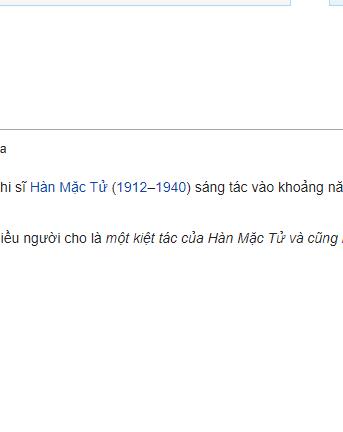 a
hi sĩ Hàn Mặc Tử (1912–1940) sáng tác vào khoảng nă
iều người cho là một kiệt tác của Hàn Mặc Tử và cũng